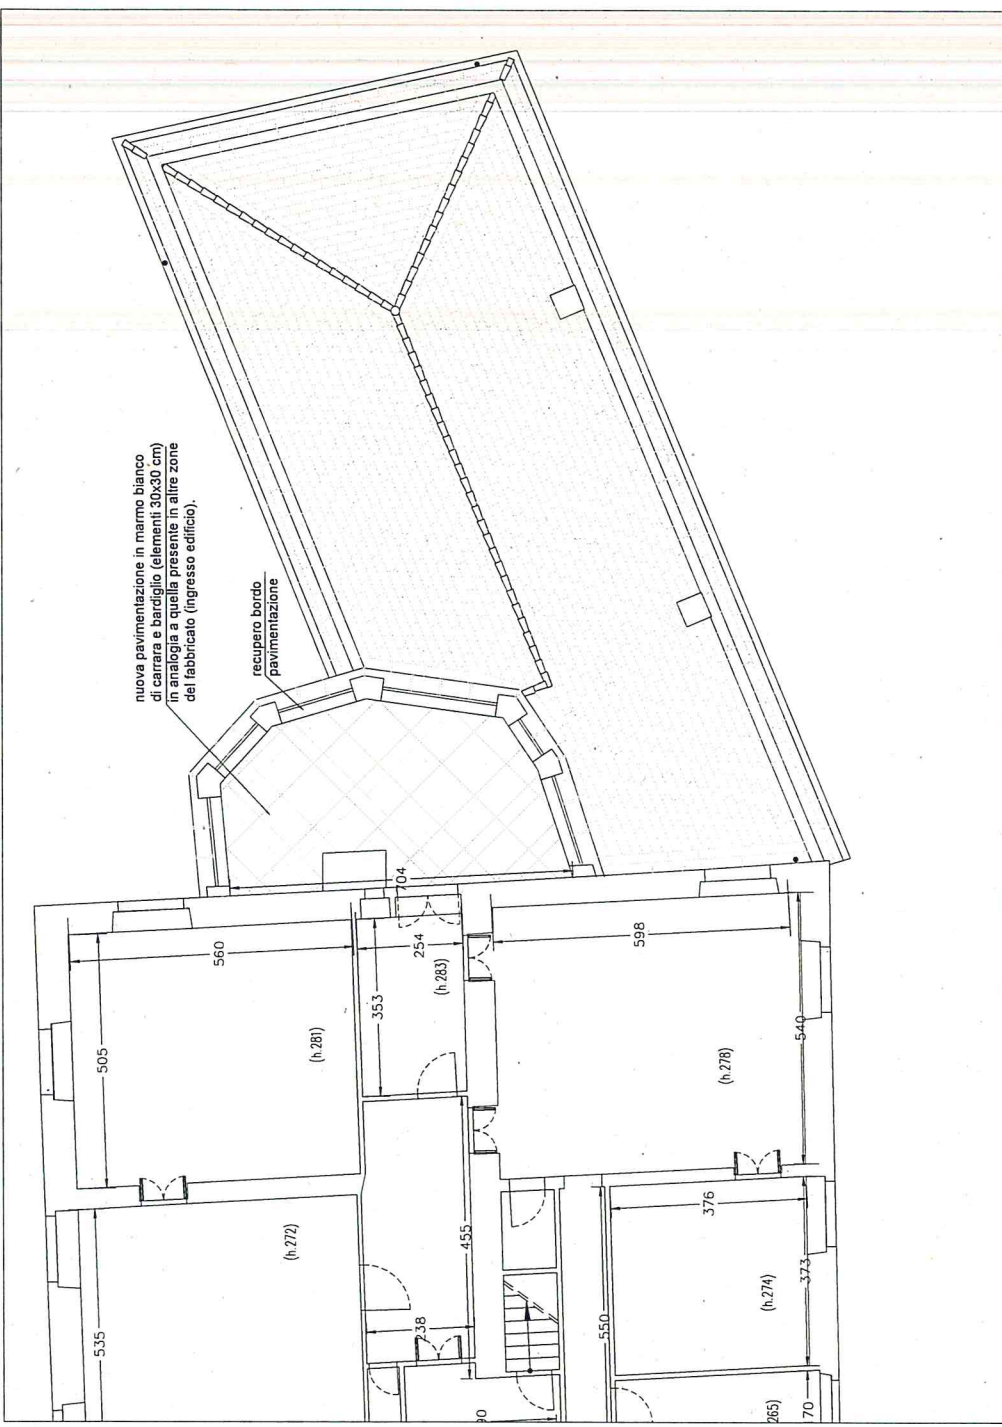 nuova pavimentazione in marmo bianco
di carrara e bardiglio (elementi 30x30 cm)
in analogia a quella presente in altre zone
del fabbricato (ingresso edificio).
recupero bordo
pavimentazione
704
560
505
(h.281)
353
254
(h.283)
598
540
(h.278)
535
(h.272)
238
455
550
376
373
(h.274)
90
265)
70